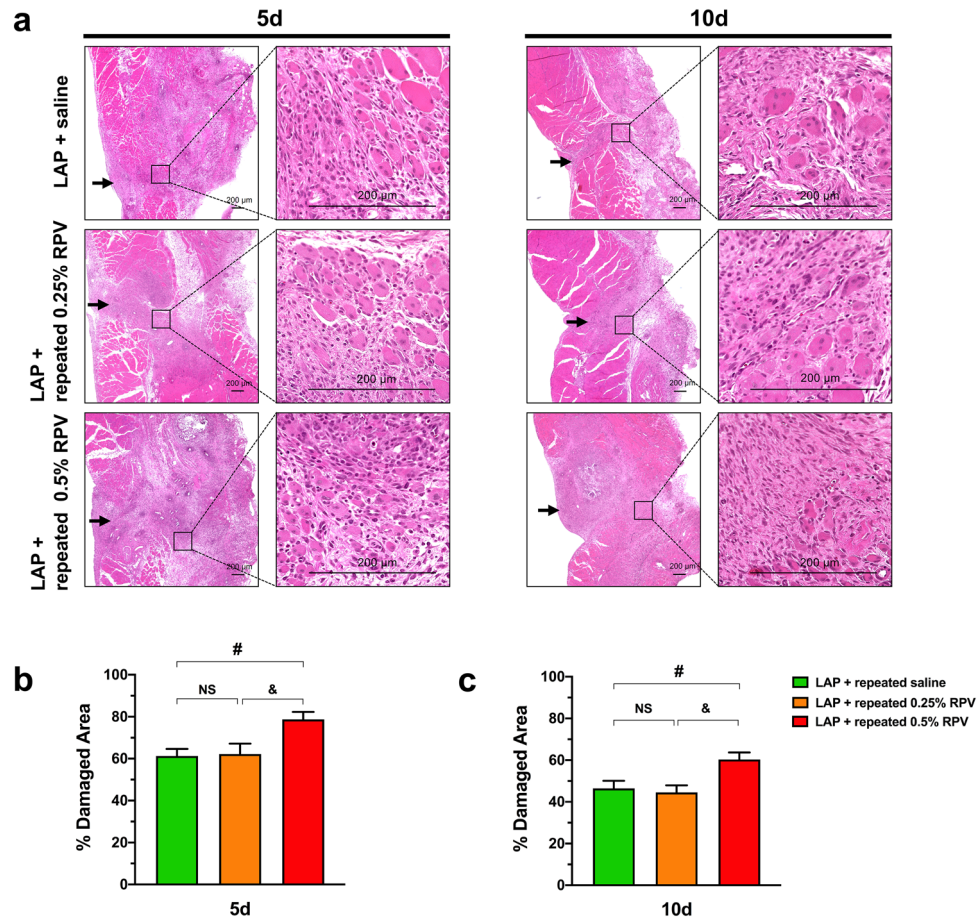 a
5d
10d
LAP + saline
200 µm
200 µm
200 µm
200 µm
LAP +
repeated 0.25% RPV
200 µm
200 µm
200 µm
200 µm
LAP +
repeated 0.5% RPV
200 µm
200 µm
200 µm
200 µm
b
#
NS
&
% Damaged Area
100
80
60
40
20
0
5d
c
#
NS
&
% Damaged Area
100
80
60
40
20
0
10d
LAP + repeated saline
LAP + repeated 0.25% RPV
LAP + repeated 0.5% RPV